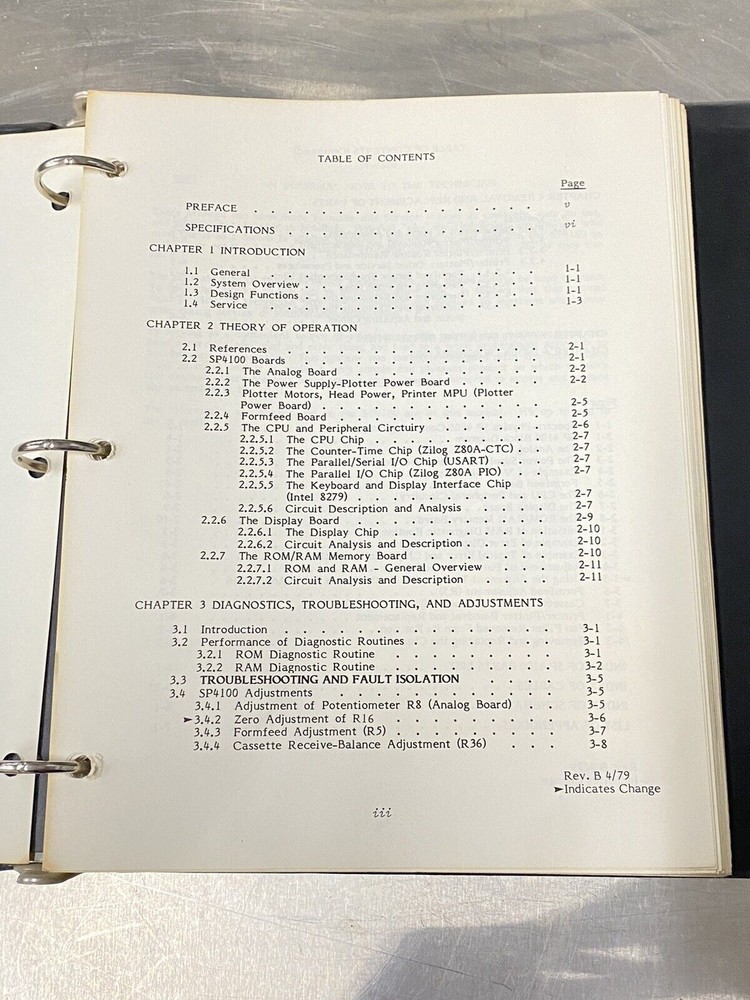 TABLE OF CONTENTS
Page
PREFACE . . . . . . . . . . . . . . . . v
SPECIFICATIONS . . . . . . . . . . . . . . vi
CHAPTER 1 INTRODUCTION
1.1 General . . . . . . . . . . . . . . 1-1
1.2 System Overview . . . . . . . . . . . . 1-1
1.3 Design Functions . . . . . . . . . . . . 1-1
1.4 Service . . . . . . . . . . . . . . 1-3
CHAPTER 2 THEORY OF OPERATION
2.1 References . . . . . . . . . . . . . 2-1
2.2 SP4100 Boards . . . . . . . . . . . . 2-1
2.2.1 The Analog Board . . . . . . . . . . 2-2
2.2.2 The Power Supply-Plotter Power Board . . . . . 2-2
2.2.3 Plotter Motors, Head Power, Printer MPU (Plotter
Power Board) . . . . . . . . . . . 2-5
2.2.4 Formfeed Board . . . . . . . . . . . 2-5
2.2.5 The CPU and Peripheral Circtuiry . . . . . . 2-6
2.2.5.1 The CPU Chip . . . . . . . . . 2-7
2.2.5.2 The Counter-Time Chip (Zilog Z80A-CTC) . . 2-7
2.2.5.3 The Parallel/Serial I/O Chip (USART) . . . 2-7
2.2.5.4 The Parallel I/O Chip (Zilog Z80A PIO) . . 2-7
2.2.5.5 The Keyboard and Display Interface Chip
(Intel 8279) . . . . . . . . . 2-7
2.2.5.6 Circuit Description and Analysis . . . . 2-7
2.2.6 The Display Board . . . . . . . . . . 2-9
2.2.6.1 The Display Chip . . . . . . . . 2-10
2.2.6.2 Circuit Analysis and Description . . . . . 2-10
2.2.7 The ROM/RAM Memory Board . . . . . . 2-10
2.2.7.1 ROM and RAM - General Overview . . . . 2-11
2.2.7.2 Circuit Analysis and Description . . . . 2-11
CHAPTER 3 DIAGNOSTICS, TROUBLESHOOTING, AND ADJUSTMENTS
3.1 Introduction . . . . . . . . . . . . . 3-1
3.2 Performance of Diagnostic Routines . . . . . . . 3-1
3.2.1 ROM Diagnostic Routine . . . . . . . . 3-1
3.2.2 RAM Diagnostic Routine . . . . . . . . 3-2
3.3 TROUBLESHOOTING AND FAULT ISOLATION . . . . 3-5
3.4 SP4100 Adjustments . . . . . . . . . . 3-5
3.4.1 Adjustment of Potentiometer R8 (Analog Board) . . 3-5
➤3.4.2 Zero Adjustment of R16 . . . . . . . . 3-6
3.4.3 Formfeed Adjustment (R5) . . . . . . . . 3-7
3.4.4 Cassette Receive-Balance Adjustment (R36) . . . 3-8
Rev. B 4/79
➤Indicates Change
iii